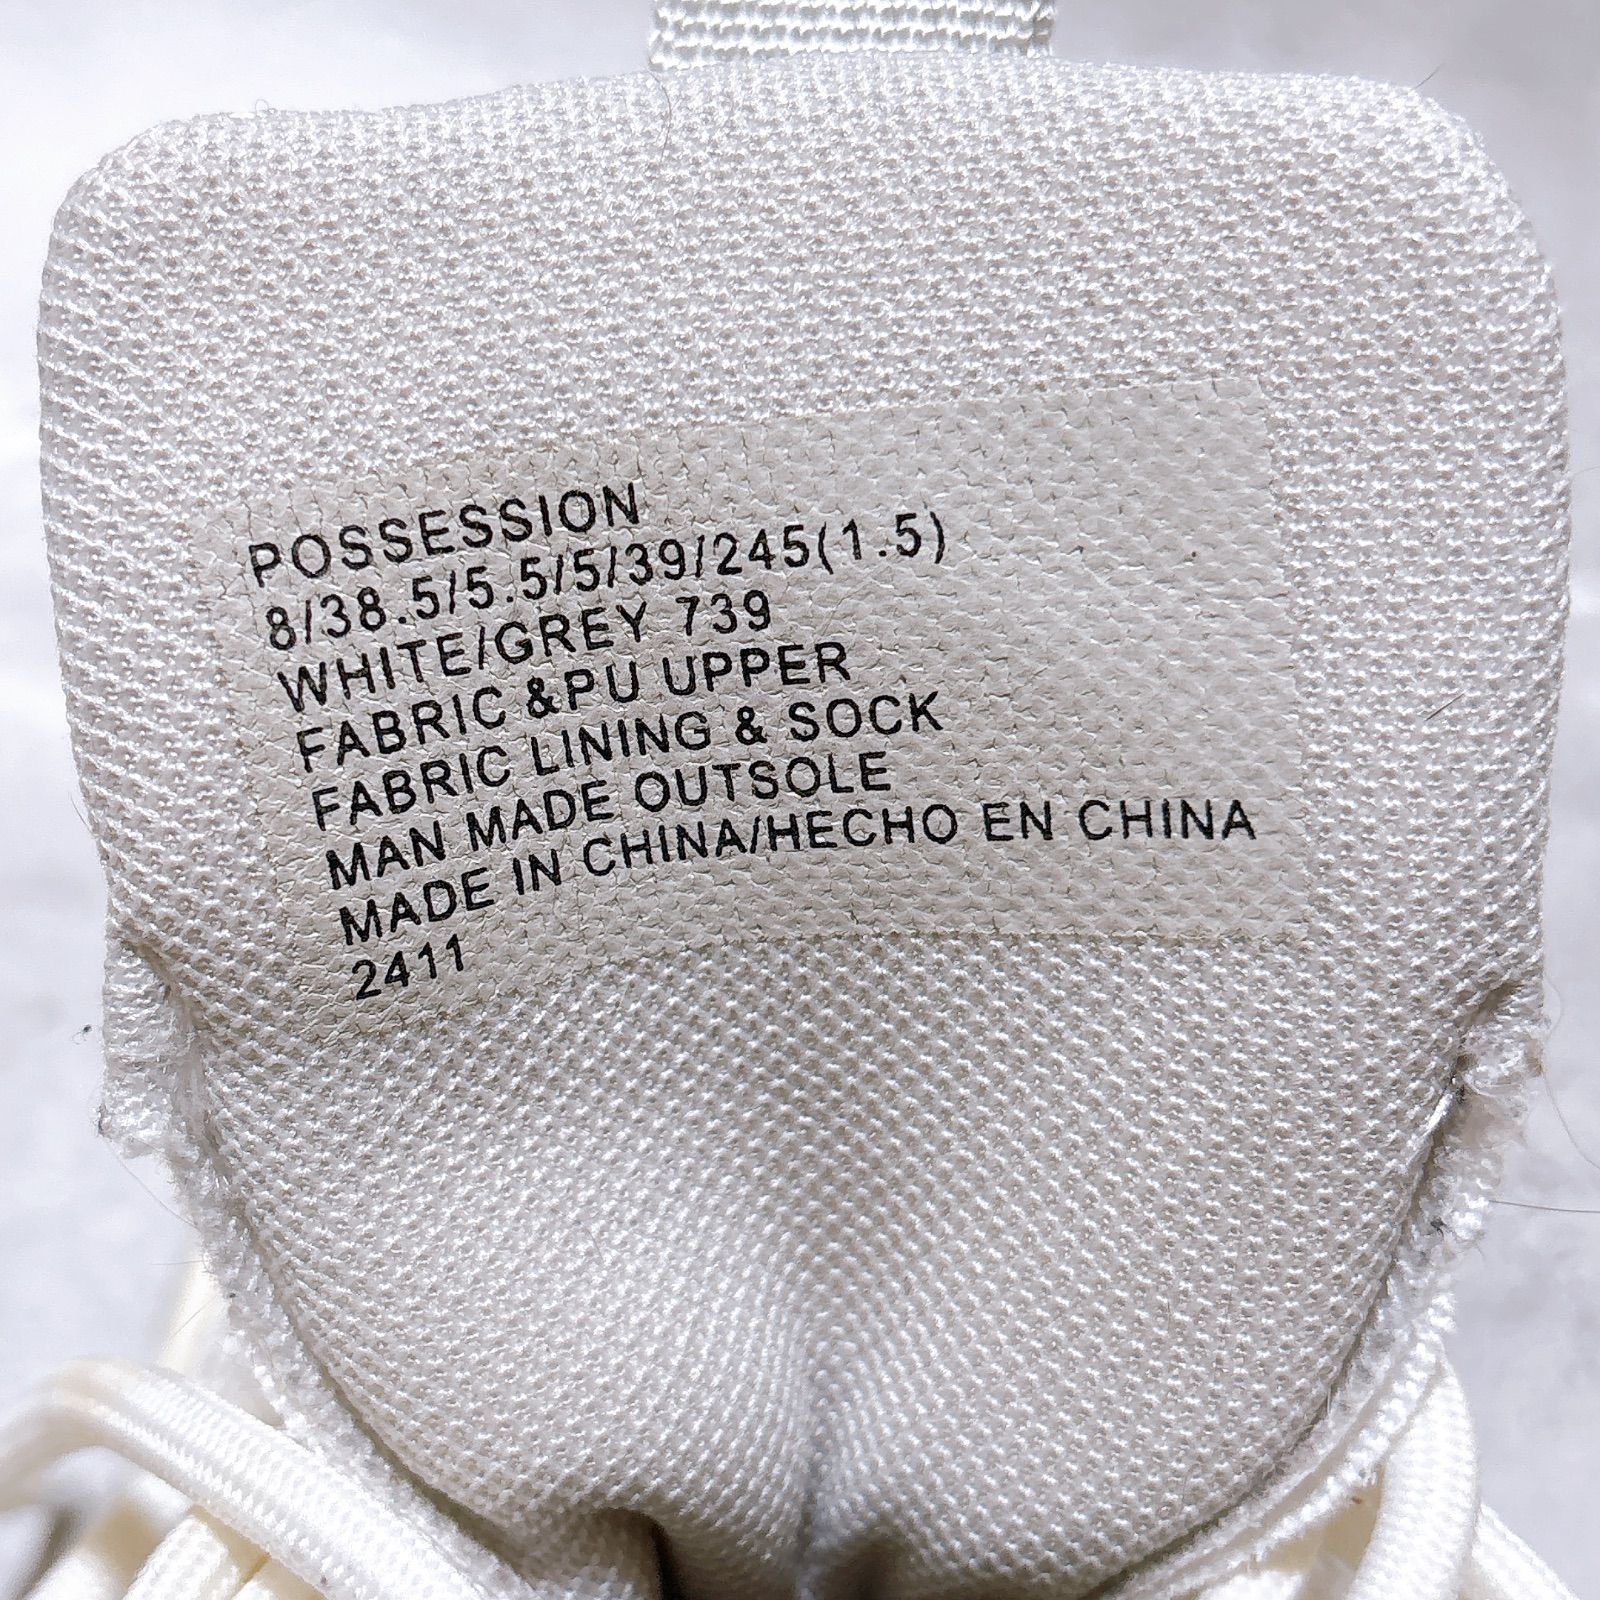 POSSESSION
8/38.5/5.5/5/39/245(1.5)
WHITE/GREY 739
FABRIC &PU UPPER
FABRIC LINING & SOCK
MAN MADE OUTSOLE
MADE IN CHINA/HECHO EN CHINA
2411